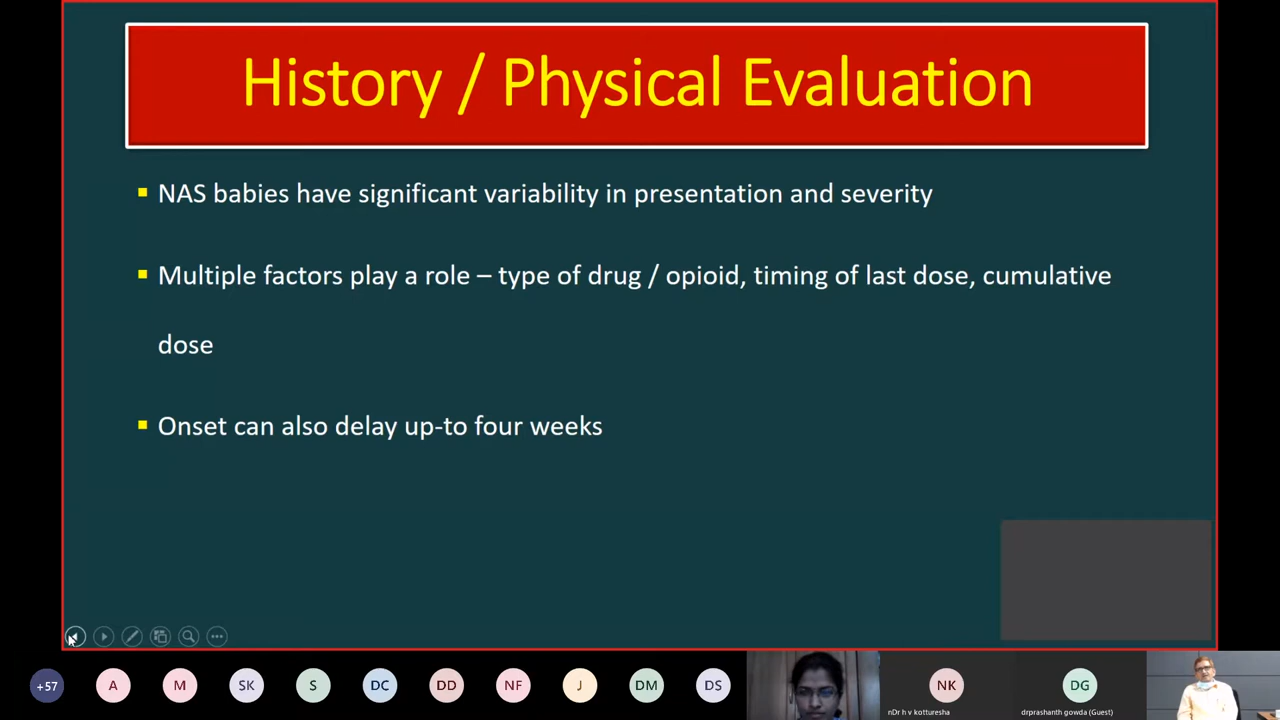 History / Physical Evaluation
NAS babies have significant variability in presentation and severity
Multiple factors play a role – type of drug / opioid, timing of last dose, cumulative
dose
Onset can also delay up-to four weeks
+57
A
M
SK
S
DC
DD
NF
J
DM
DS
NK
DG
nDr h v kotturesha
drprashanth gowda (Guest)